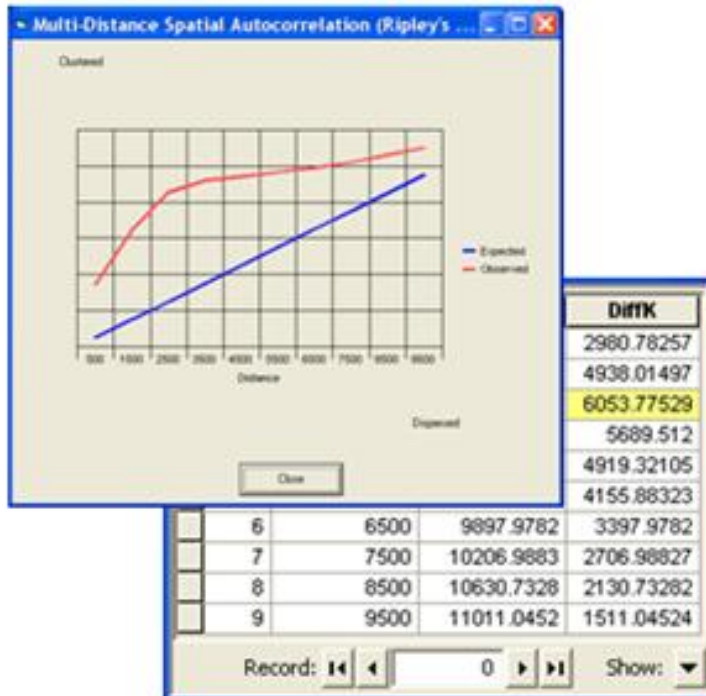 Multi-Distance Spatial Autocorrelation (Ripley's ...
Clustered
Expected
Observed
500 1500 2500 3500 4500 5500 6500 7500 8500 9500
Distance
Dispersed
Close
DiffK
2980.78257
4938.01497
6053.77529
5689.512
4919.32105
4155.88323
6 6500 9897.9782 3397.9782
7 7500 10206.9883 2706.98827
8 8500 10630.7328 2130.73282
9 9500 11011.0452 1511.04524
Record: 0 Show: